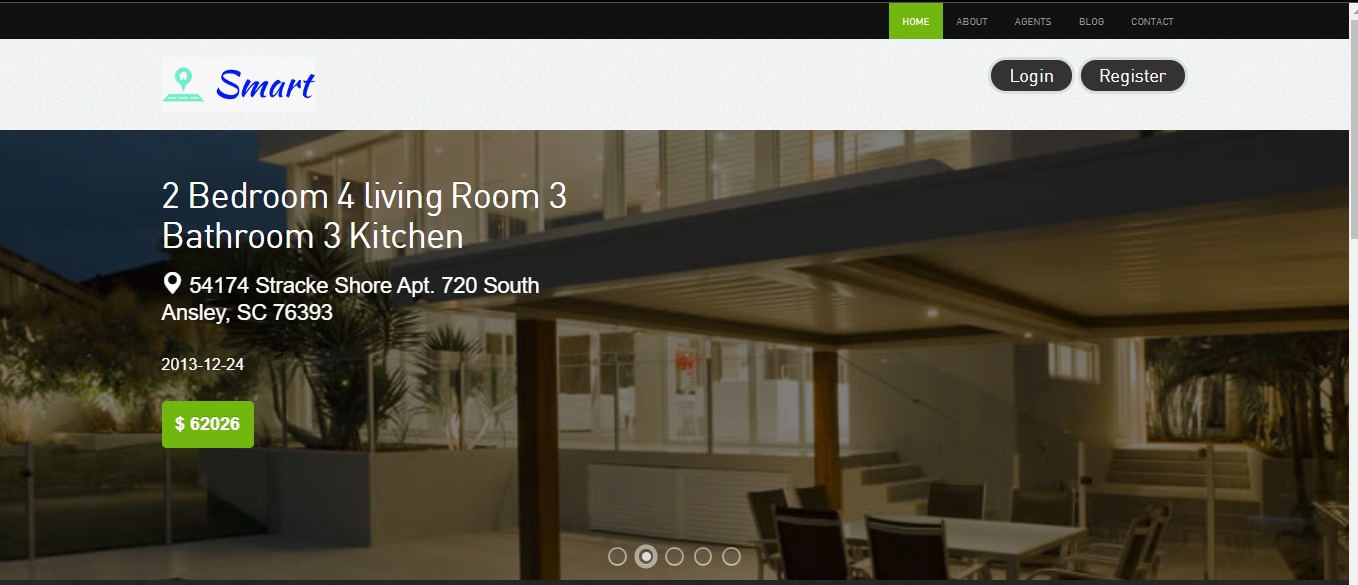 HOME ABOUT AGENTS BLOG CONTACT
Smart
Login Register
2 Bedroom 4 living Room 3
Bathroom 3 Kitchen
54174 Stracke Shore Apt. 720 South
Ansley, SC 76393
2013-12-24
$ 62026